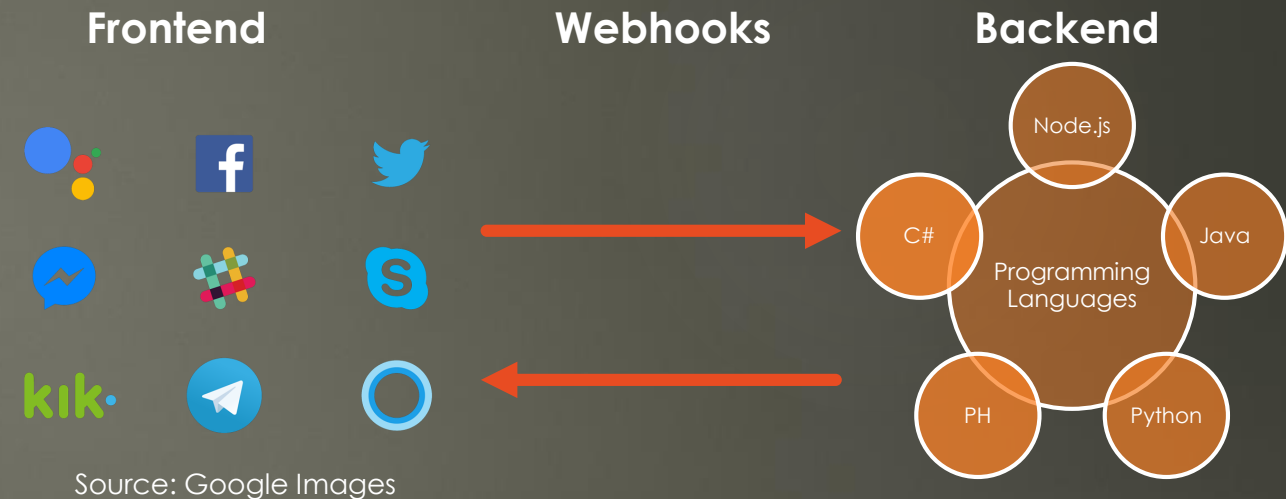 Frontend
Webhooks
Backend
f
S
kik
Node.js
C#
Java
Programming
Languages
PH
Python
Source: Google Images